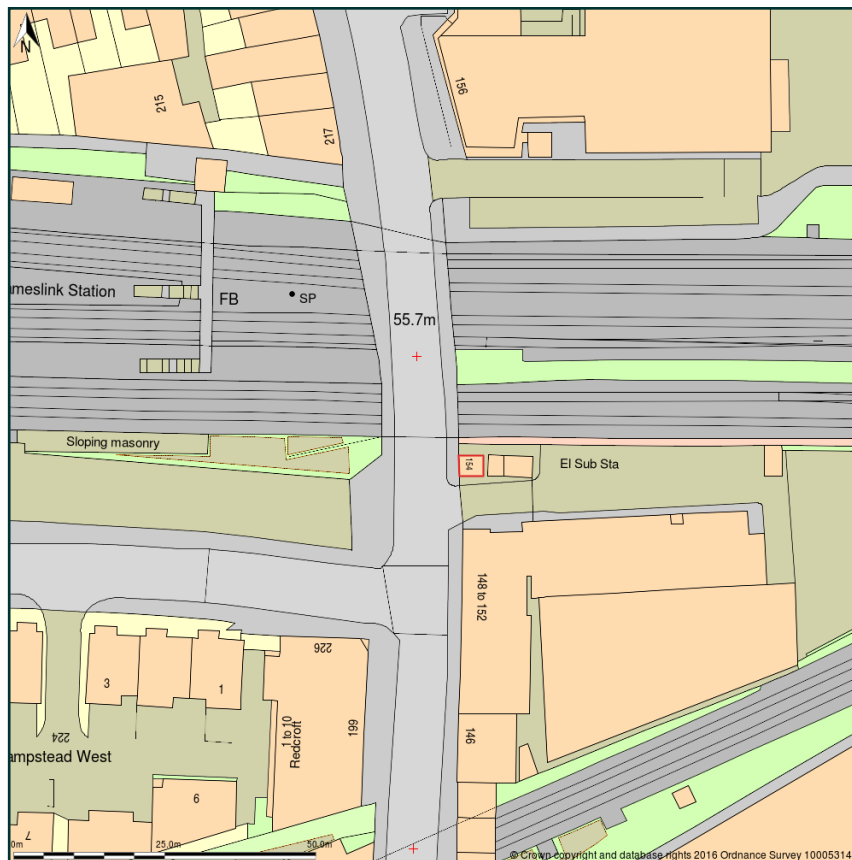 N
156
215
217
ameslink Station
FB
SP
55.7m
Sloping masonry
154
El Sub Sta
148 to 152
226
3
1
1 to 10
Redcroft
199
146
224
ampstead West
6
7
0m
25.0m
50.0m
© Crown copyright and database rights 2016 Ordnance Survey 10005314